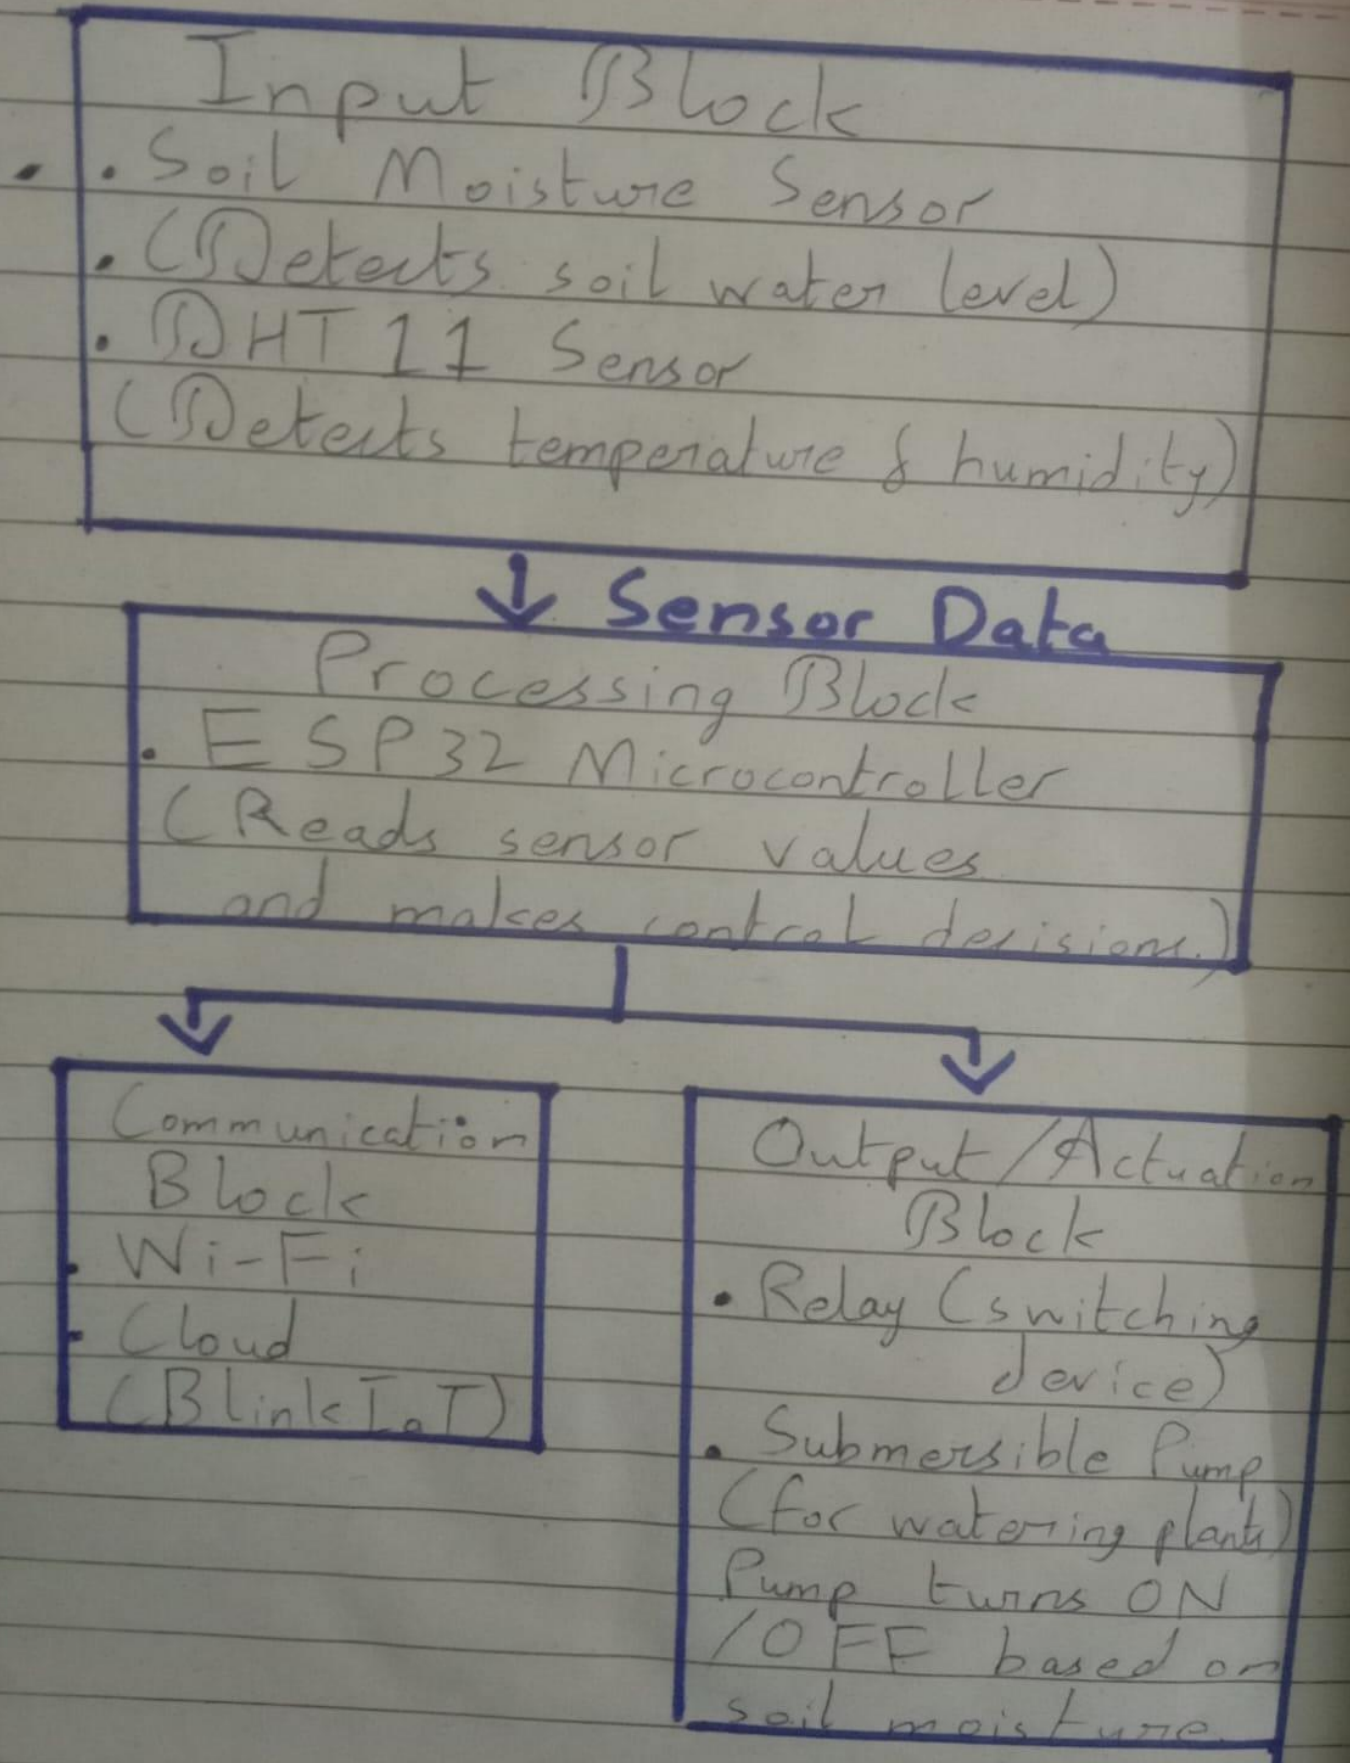 Input Block
. Soil Moisture Sensor
. (Detects soil water level)
. DHT 11 Sensor
(Detects temperature & humidity)
Sensor Data
Processing Block
. ESP32 Microcontroller
(Reads sensor values
and makes control decisions.)
Communication
Block
. Wi-Fi
. Cloud
(Blink IoT)
Output/Actuation
Block
. Relay (switching
device)
. Submersible Pump
(for watering plants)
Pump turns ON
/OFF based on
soil moisture.